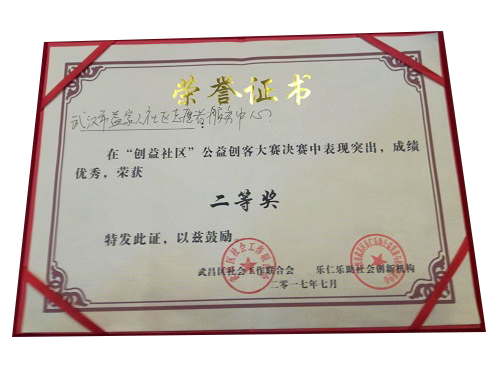 荣誉证书
武汉市益家人社区志愿者服务中心:
在“创益社区”公益创客大赛决赛中表现突出，成绩
优秀，荣获
二等奖
特发此证，以兹鼓励
武昌区社会工作联合会 乐仁乐助社会创新机构
二零一七年七月